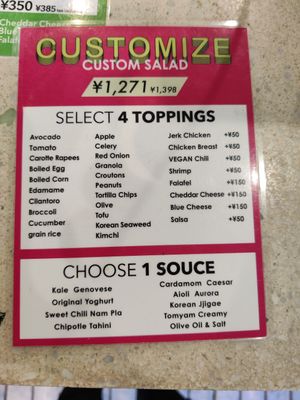 ¥350 ¥385
Cheddar Cheese
Blue
Falafel
CUSTOMIZE
CUSTOM SALAD
¥1,271 ¥1,398
SELECT 4 TOPPINGS
Avocado
Tomato
Carotte Rapees
Boiled Egg
Boiled Corn
Edamame
Cilantoro
Broccoli
Cucumber
grain rice
Apple
Celery
Red Onion
Granola
Croutons
Peanuts
Tortilla Chips
Olive
Tofu
Korean Seaweed
Kimchi
Jerk Chicken +¥50
Chicken Breast +¥50
VEGAN Chili +¥50
Shrimp +¥50
Falafel +¥150
Cheddar Cheese +¥150
Blue Cheese +¥150
Salsa +¥50
CHOOSE 1 SOUCE
Kale Genovese
Original Yoghurt
Sweet Chili Nam Pla
Chipotle Tahini
Cardamom Caesar
Aioli Aurora
Korean Jjigae
Tomyam Creamy
Olive Oil & Salt